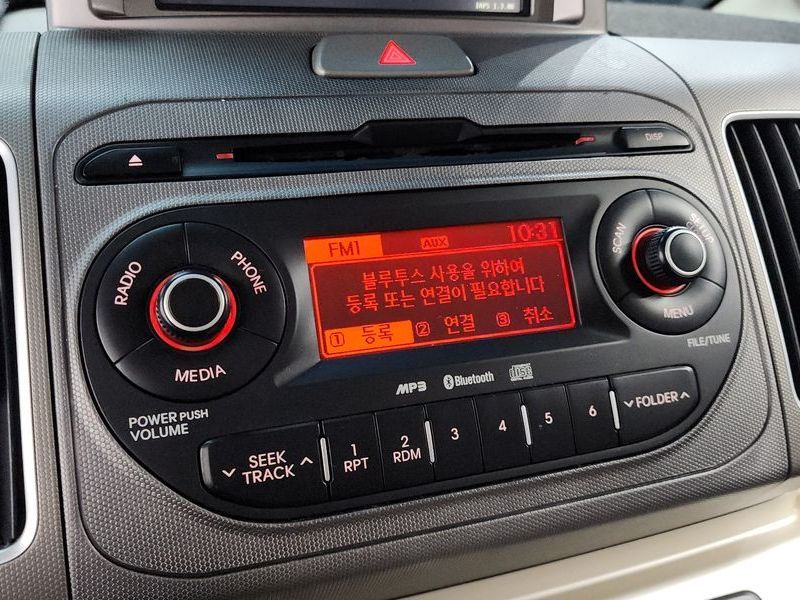 DISP
RADIO
PHONE
MEDIA
POWER PUSH
VOLUME
FM1 AUX 10:31
블루투스 사용을 위하여
등록 또는 연결이 필요합니다
1 등록 2 연결 3 취소
SCAN
SETUP
MENU
FILE/TUNE
MP3 Bluetooth disc
SEEK
TRACK
1
RPT
2
RDM
3
4
5
6
FOLDER